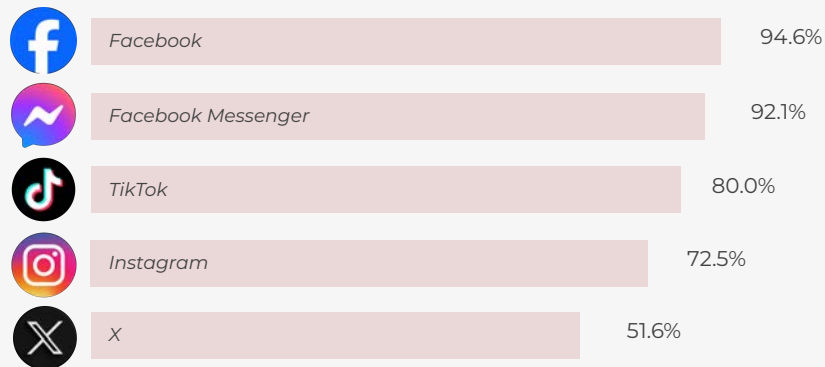 Facebook 94.6%
Facebook Messenger 92.1%
TikTok 80.0%
Instagram 72.5%
X 51.6%